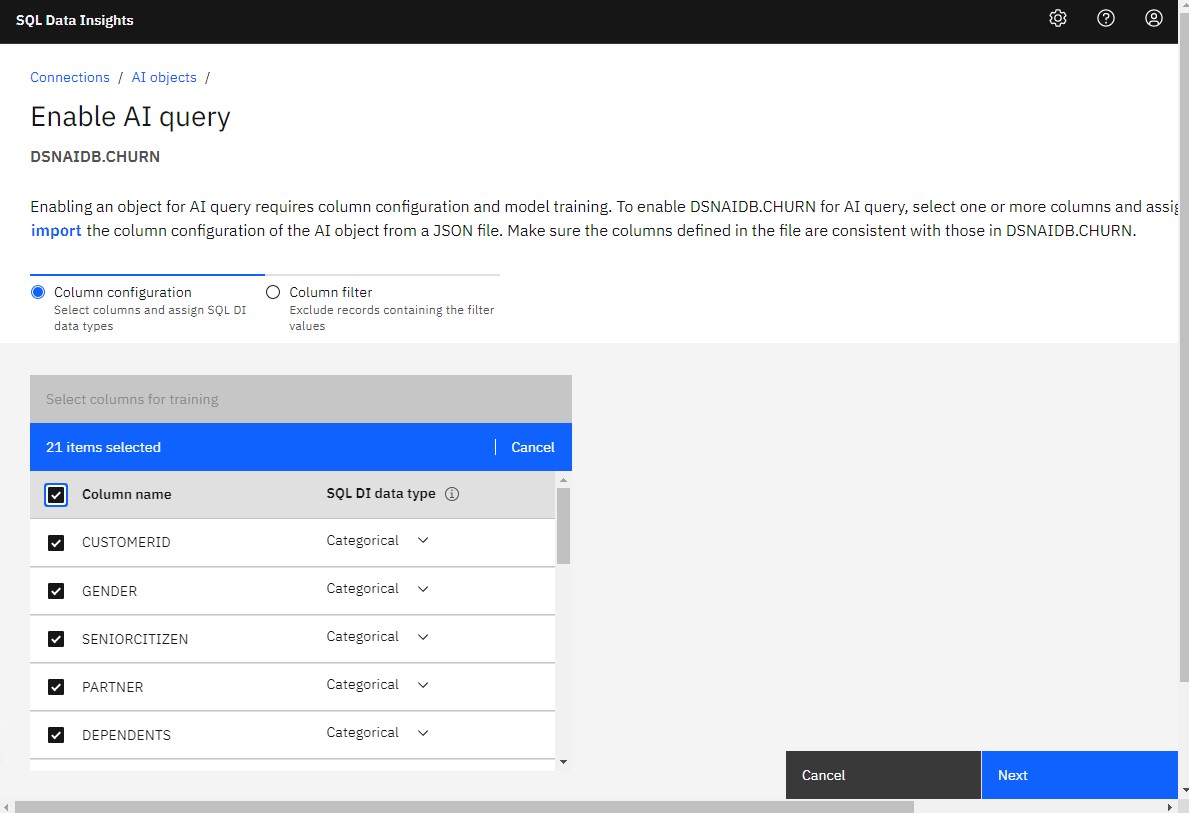 SQL Data Insights
Connections / AI objects /
Enable AI query
DSNAIDB.CHURN
Enabling an object for AI query requires column configuration and model training. To enable DSNAIDB.CHURN for AI query, select one or more columns and assig
import the column configuration of the AI object from a JSON file. Make sure the columns defined in the file are consistent with those in DSNAIDB.CHURN.
Column configuration
Select columns and assign SQL DI
data types
Column filter
Exclude records containing the filter
values
Select columns for training
21 items selected | Cancel
Column name SQL DI data type
CUSTOMERID Categorical
GENDER Categorical
SENIORCITIZEN Categorical
PARTNER Categorical
DEPENDENTS Categorical
Cancel Next